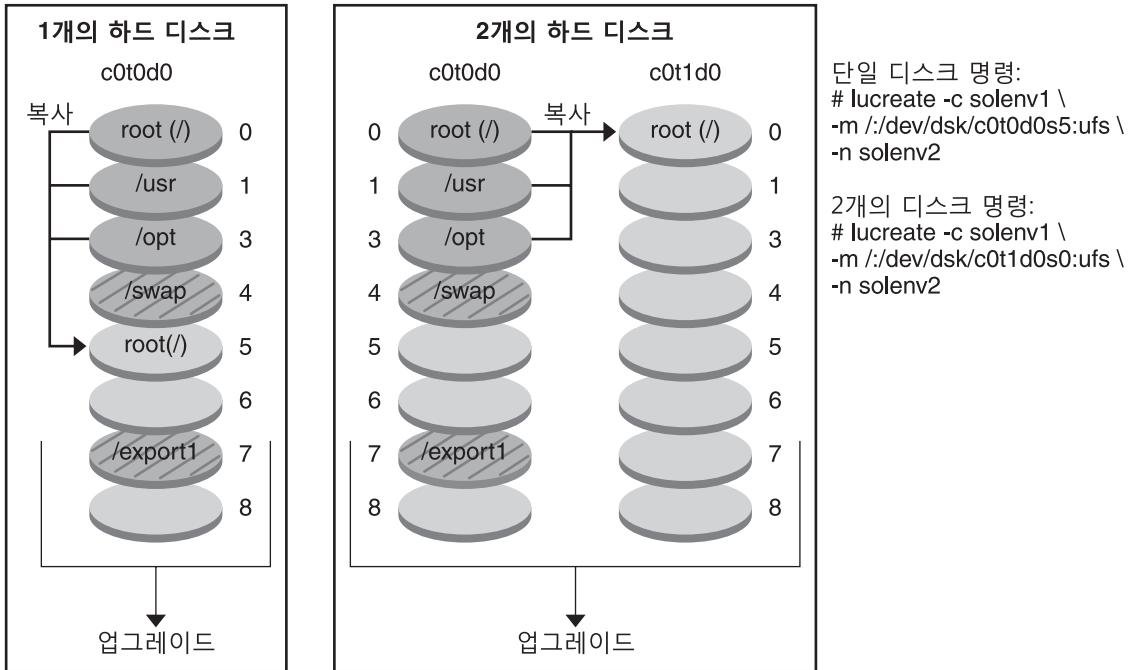 1개의 하드 디스크
c0t0d0
복사
root (/) 0
/usr 1
/opt 3
/swap 4
root(/) 5
6
/export1 7
8
업그레이드
2개의 하드 디스크
c0t0d0 c0t1d0
복사
0 root (/) root (/) 0
1 /usr 1
3 /opt 3
4 /swap 4
5 5
6 6
7 /export1 7
8 8
업그레이드
단일 디스크 명령:
# lucreate -c solenv1 \
-m /:/dev/dsk/c0t0d0s5:ufs \
-n solenv2
2개의 디스크 명령:
# lucreate -c solenv1 \
-m /:/dev/dsk/c0t1d0s0:ufs \
-n solenv2